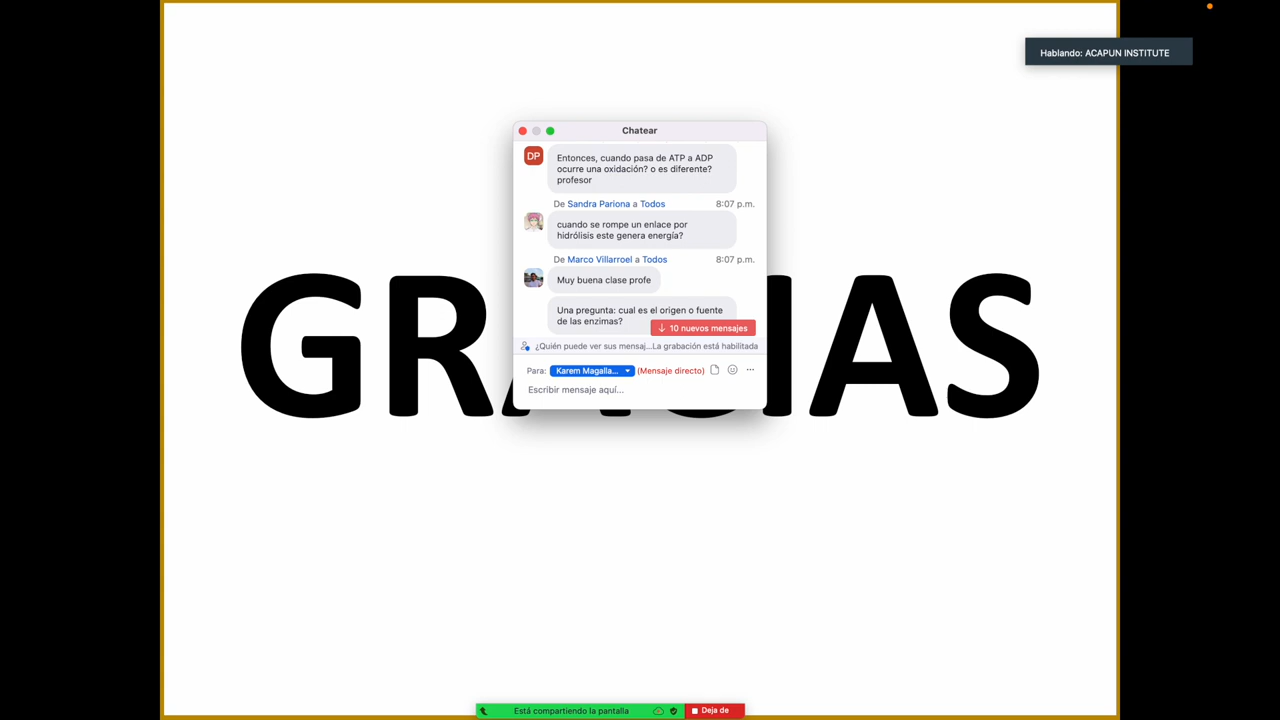 Hablando: ACAPUN INSTITUTE
Chatear
DP
Entonces, cuando pasa de ATP a ADP
ocurre una oxidación? o es diferente?
profesor
De Sandra Pariona a Todos 8:07 p.m.
cuando se rompe un enlace por
hidrólisis este genera energía?
De Marco Villarroel a Todos 8:07 p.m.
Muy buena clase profe
Una pregunta: cual es el origen o fuente
de las enzimas?
10 nuevos mensajes
¿Quién puede ver sus mensaj...La grabación está habilitada
Para: Karem Magalla... (Mensaje directo)
Escribir mensaje aquí...
GRACIAS
Está compartiendo la pantalla
Deja de